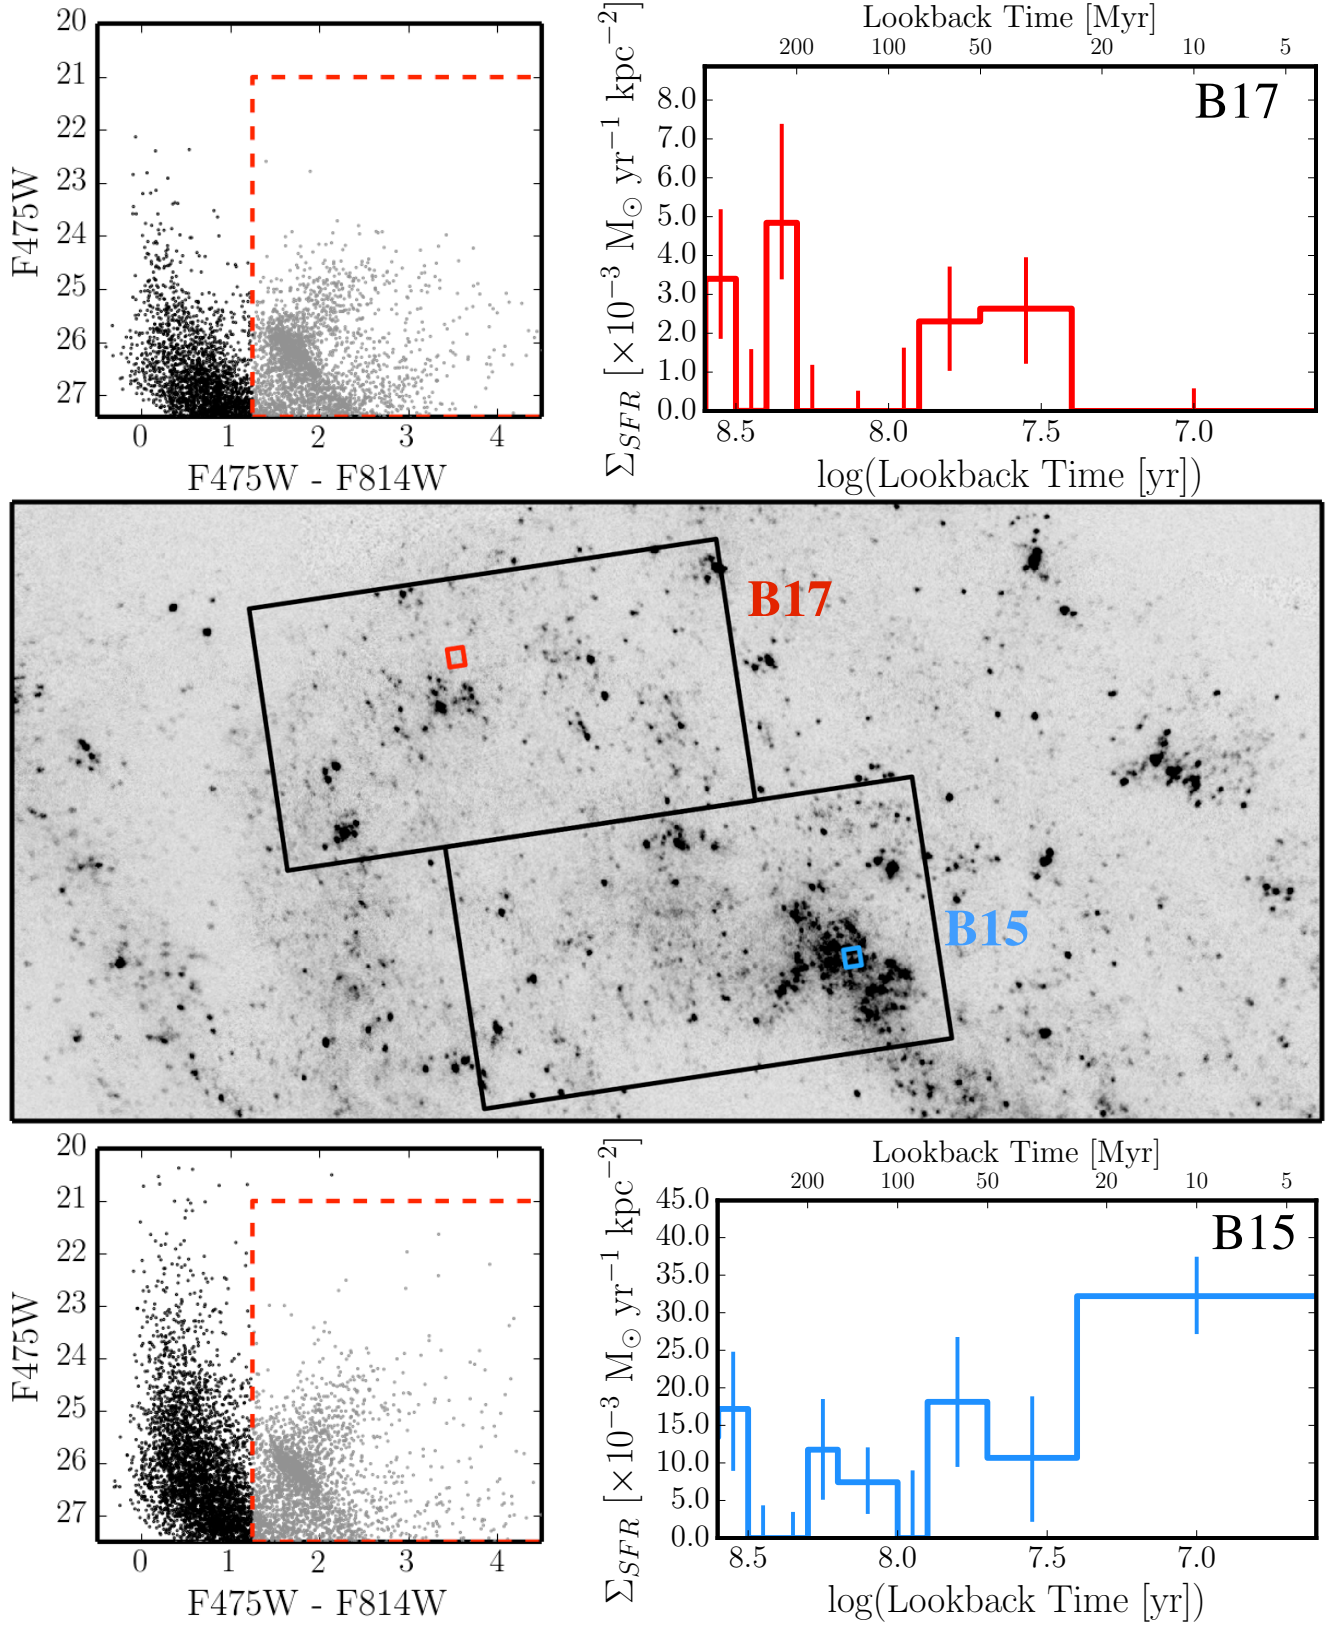 20
21
22
23
24
25
26
27
F475W
0 1 2 3 4
F475W - F814W
Lookback Time [Myr]
200 100 50 20 10 5
B17
8.0
7.0
6.0
5.0
4.0
3.0
2.0
1.0
0.0
Σ_SFR [×10⁻³ M☉ yr⁻¹ kpc⁻²]
8.5 8.0 7.5 7.0
log(Lookback Time [yr])
B17
B15
20
21
22
23
24
25
26
27
F475W
0 1 2 3 4
F475W - F814W
Lookback Time [Myr]
200 100 50 20 10 5
B15
45.0
40.0
35.0
30.0
25.0
20.0
15.0
10.0
5.0
0.0
Σ_SFR [×10⁻³ M☉ yr⁻¹ kpc⁻²]
8.5 8.0 7.5 7.0
log(Lookback Time [yr])